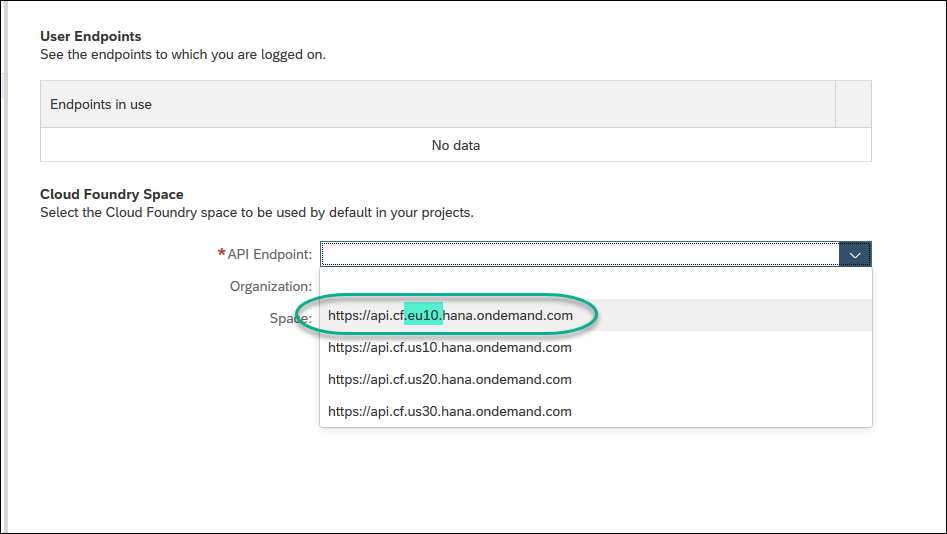 User Endpoints
See the endpoints to which you are logged on.
Endpoints in use
No data
Cloud Foundry Space
Select the Cloud Foundry space to be used by default in your projects.
*API Endpoint:
Organization:
Space:
https://api.cf.eu10.hana.ondemand.com
https://api.cf.us10.hana.ondemand.com
https://api.cf.us20.hana.ondemand.com
https://api.cf.us30.hana.ondemand.com